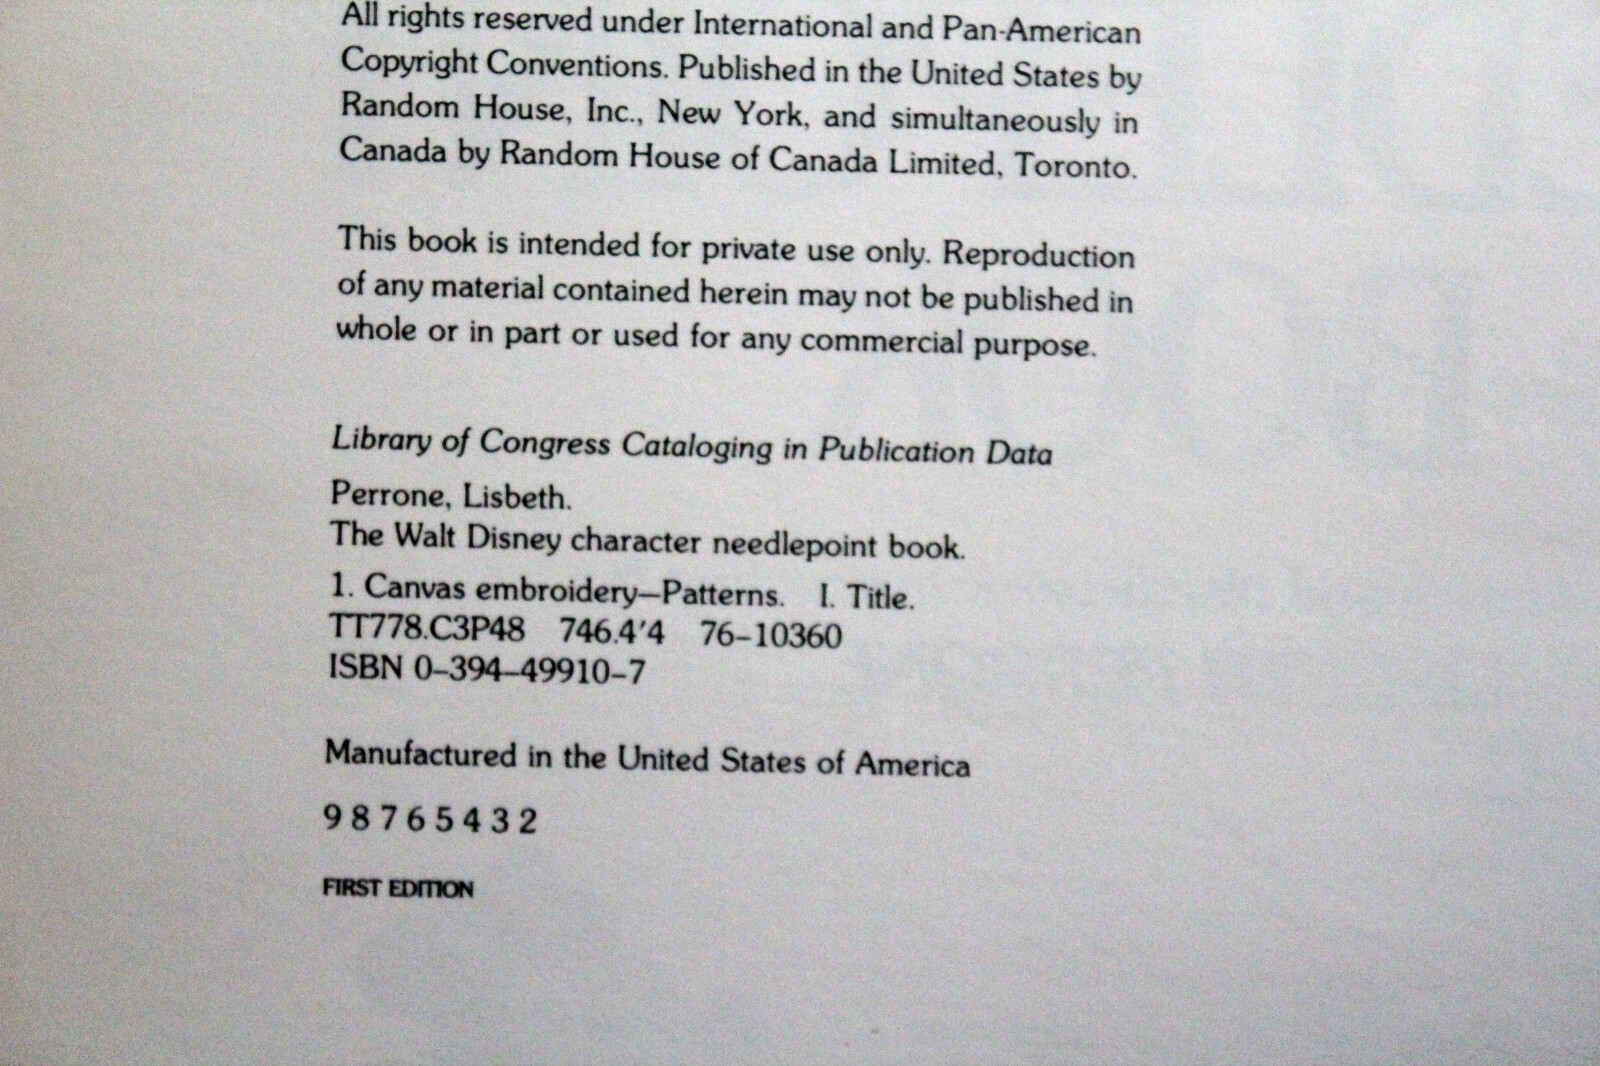 All rights reserved under International and Pan-American
Copyright Conventions. Published in the United States by
Random House, Inc., New York, and simultaneously in
Canada by Random House of Canada Limited, Toronto.
This book is intended for private use only. Reproduction
of any material contained herein may not be published in
whole or in part or used for any commercial purpose.
Library of Congress Cataloging in Publication Data
Perrone, Lisbeth.
The Walt Disney character needlepoint book.
1. Canvas embroidery—Patterns. I. Title.
TT778.C3P48 746.4'4 76–10360
ISBN 0–394–49910–7
Manufactured in the United States of America
9 8 7 6 5 4 3 2
FIRST EDITION